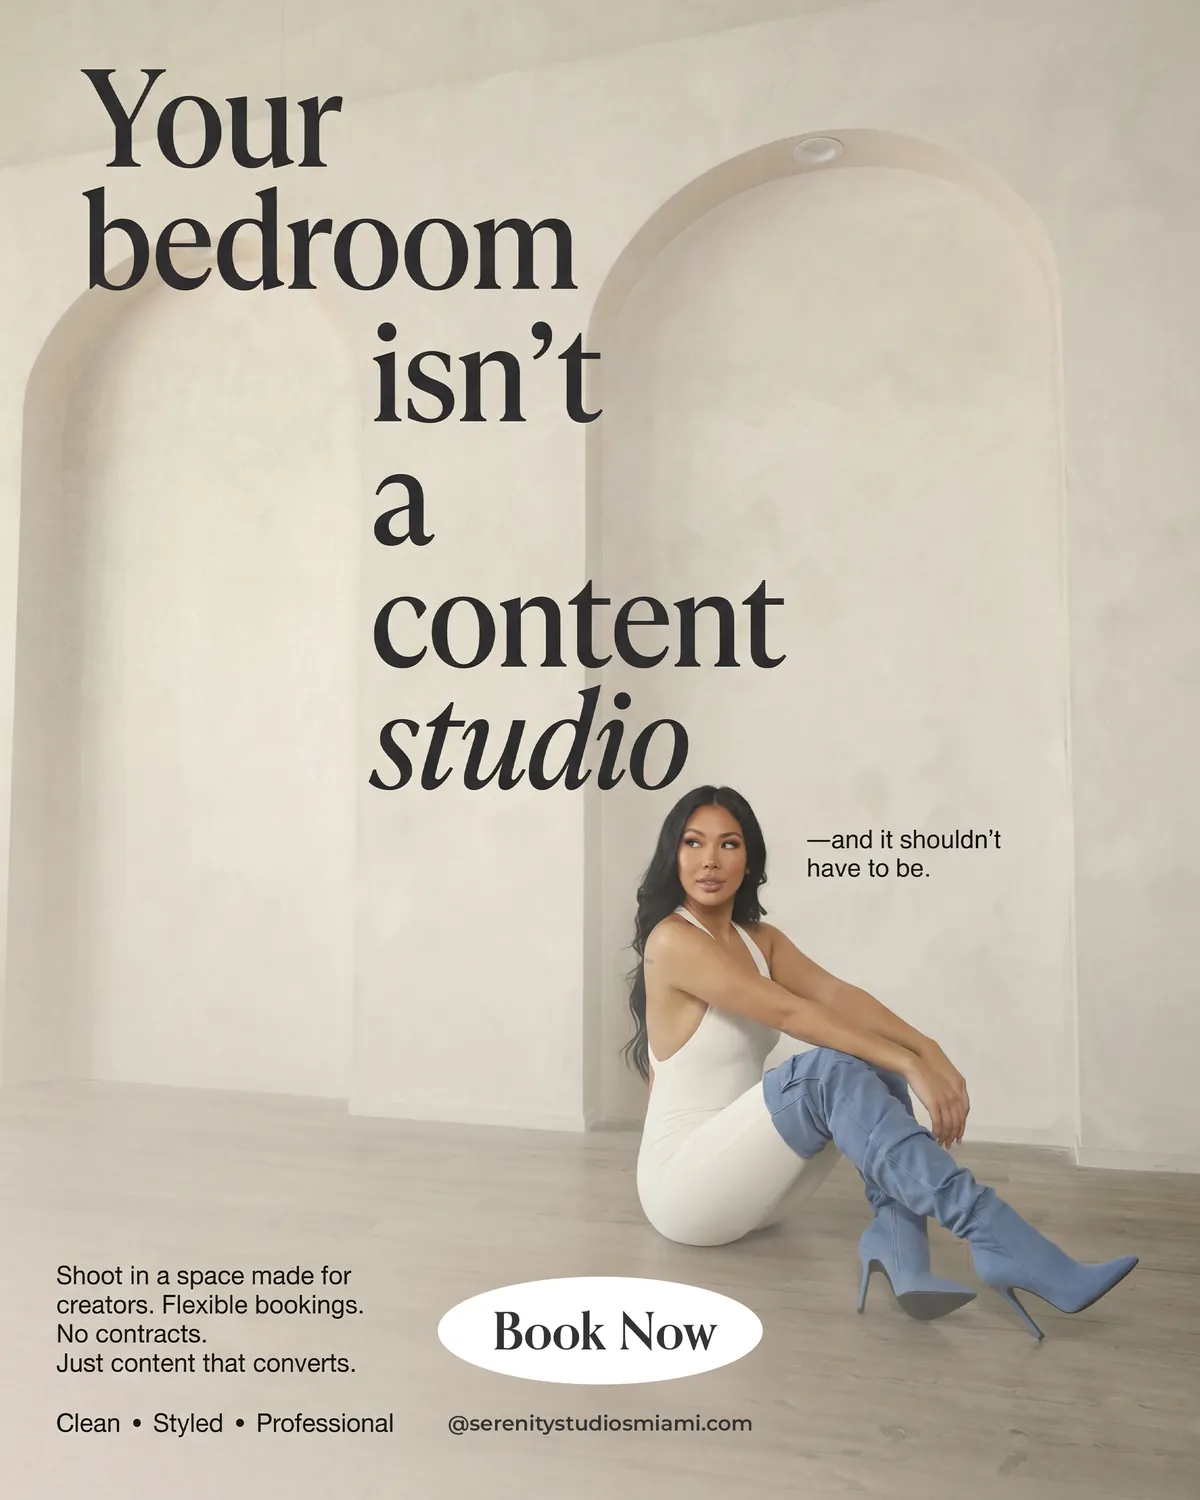 Your
bedroom
isn’t
a
content
studio
—and it shouldn’t
have to be.
Shoot in a space made for
creators. Flexible bookings.
No contracts.
Just content that converts.
Clean • Styled • Professional
Book Now
@serenitystudiosmiami.com